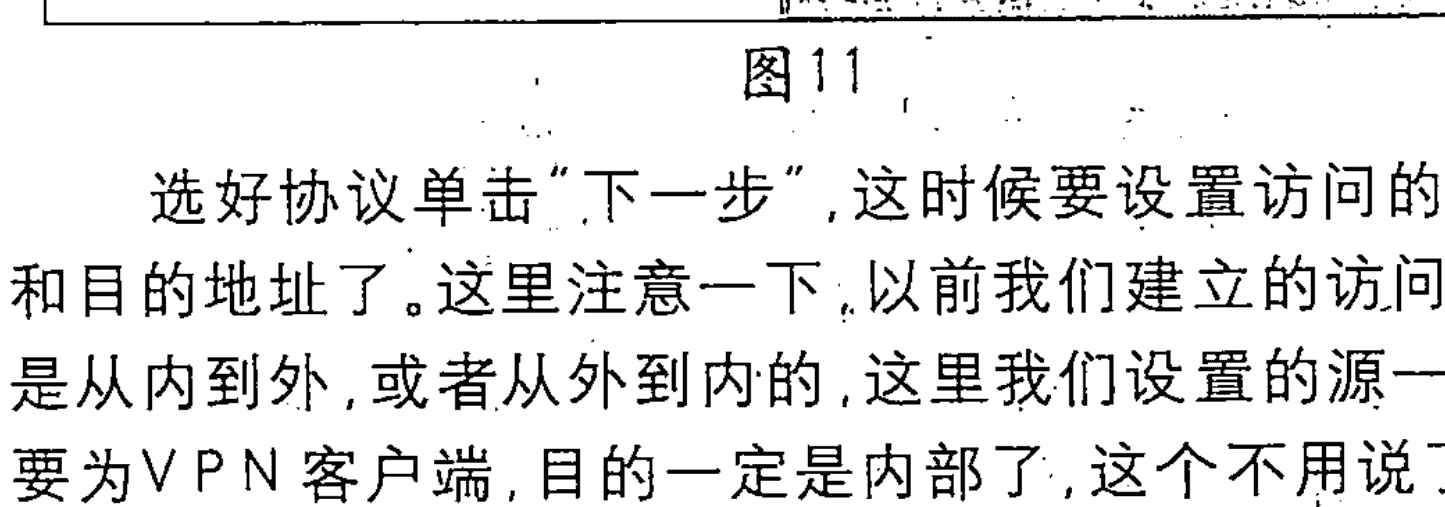 图11
选好协议单击“下一步”,这时候要设置访问的
和目的地址了。这里注意一下,以前我们建立的访问
是从内到外,或者从外到内的,这里我们设置的源一
要为VPN客户端,目的一定是内部了,这个不用说了